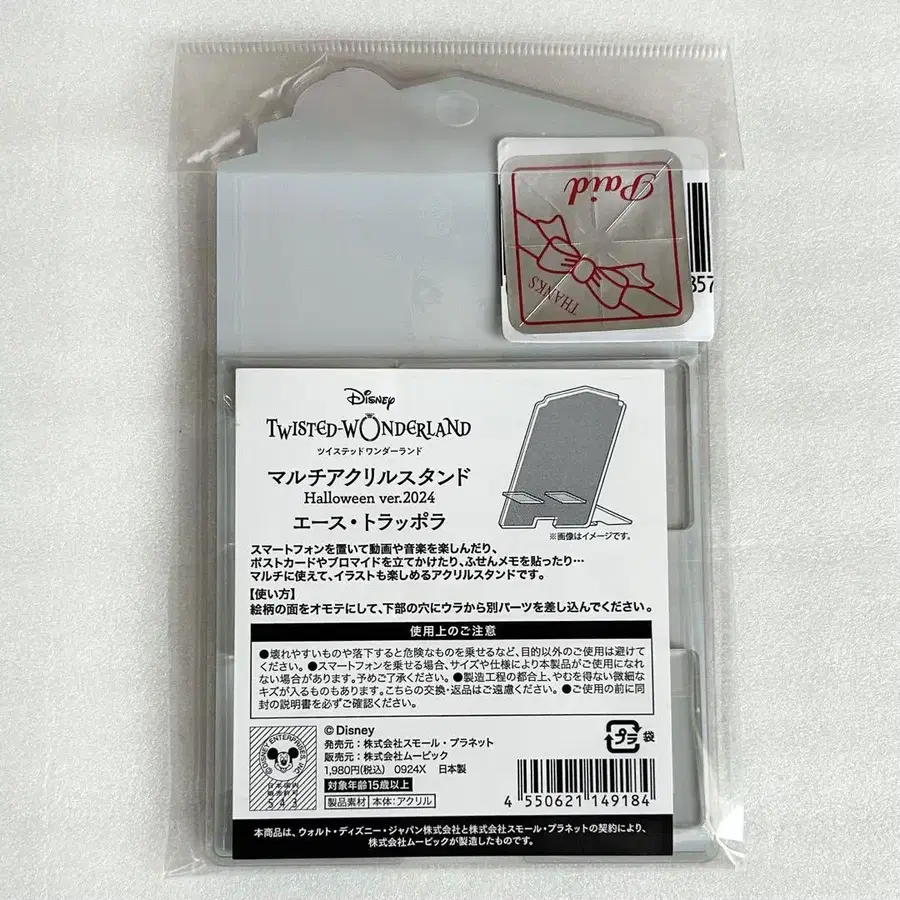 Paid
THANKS
857
Disney
TWISTED-WONDERLAND
ツイステッドワンダーランド
マルチアクリルスタンド
Halloween ver.2024
エース・トラッポラ
※画像はイメージです。
スマートフォンを置いて動画や音楽を楽しんだり、
ポストカードやブロマイドを立てかけたり、ふせんメモを貼ったり…
マルチに使えて、イラストも楽しめるアクリルスタンドです。
【使い方】
絵柄の面をオモテにして、下部の穴にウラから別パーツを差し込んでください。
使用上のご注意
●壊れやすいものや落下すると危険なものを乗せるなど、目的以外のご使用は避けて
ください。●スマートフォンを乗せる場合、サイズや仕様により本製品がご使用になれ
ない場合があります。予めご了承ください。●製造工程の都合上、やむを得ない微細な
キズが入るものもあります。こちらの交換・返品はご遠慮ください。●ご使用の前に同
封の説明書を必ずご確認ください。
©DISNEY ENTERPRISES, INC.
日本国内
販売許可
543
©Disney
発売元：株式会社スモール・プラネット
販売元：株式会社ムービック
1,980円(税込) 0924X 日本製
対象年齢15歳以上
製品素材 本体：アクリル
プラ 袋
4 550621 149184
本商品は、ウォルト・ディズニー・ジャパン株式会社と株式会社スモール・プラネットの契約により、
株式会社ムービックが製造したものです。